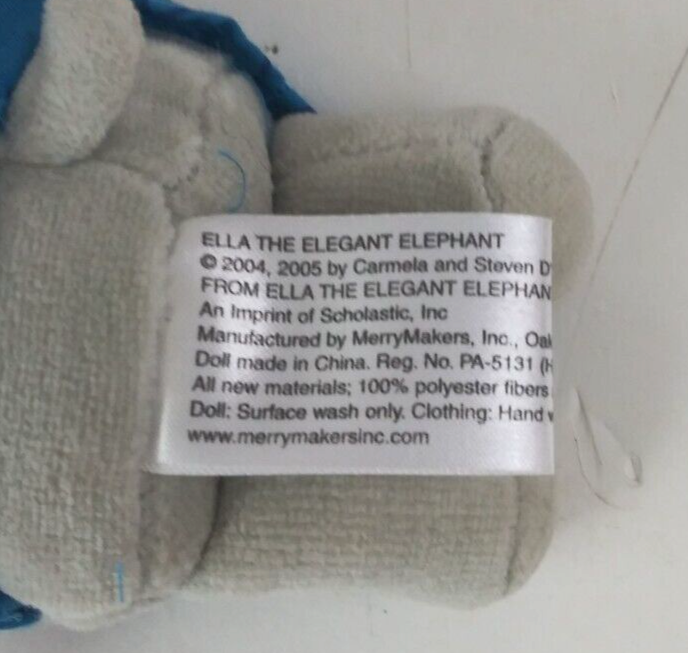 ELLA THE ELEGANT ELEPHANT
© 2004, 2005 by Carmela and Steven D'
FROM ELLA THE ELEGANT ELEPHAN
An Imprint of Scholastic, Inc
Manufactured by MerryMakers, Inc., Oak
Doll made in China. Reg. No. PA-5131 (H
All new materials; 100% polyester fibers
Doll: Surface wash only. Clothing: Hand w
www.merrymakersinc.com